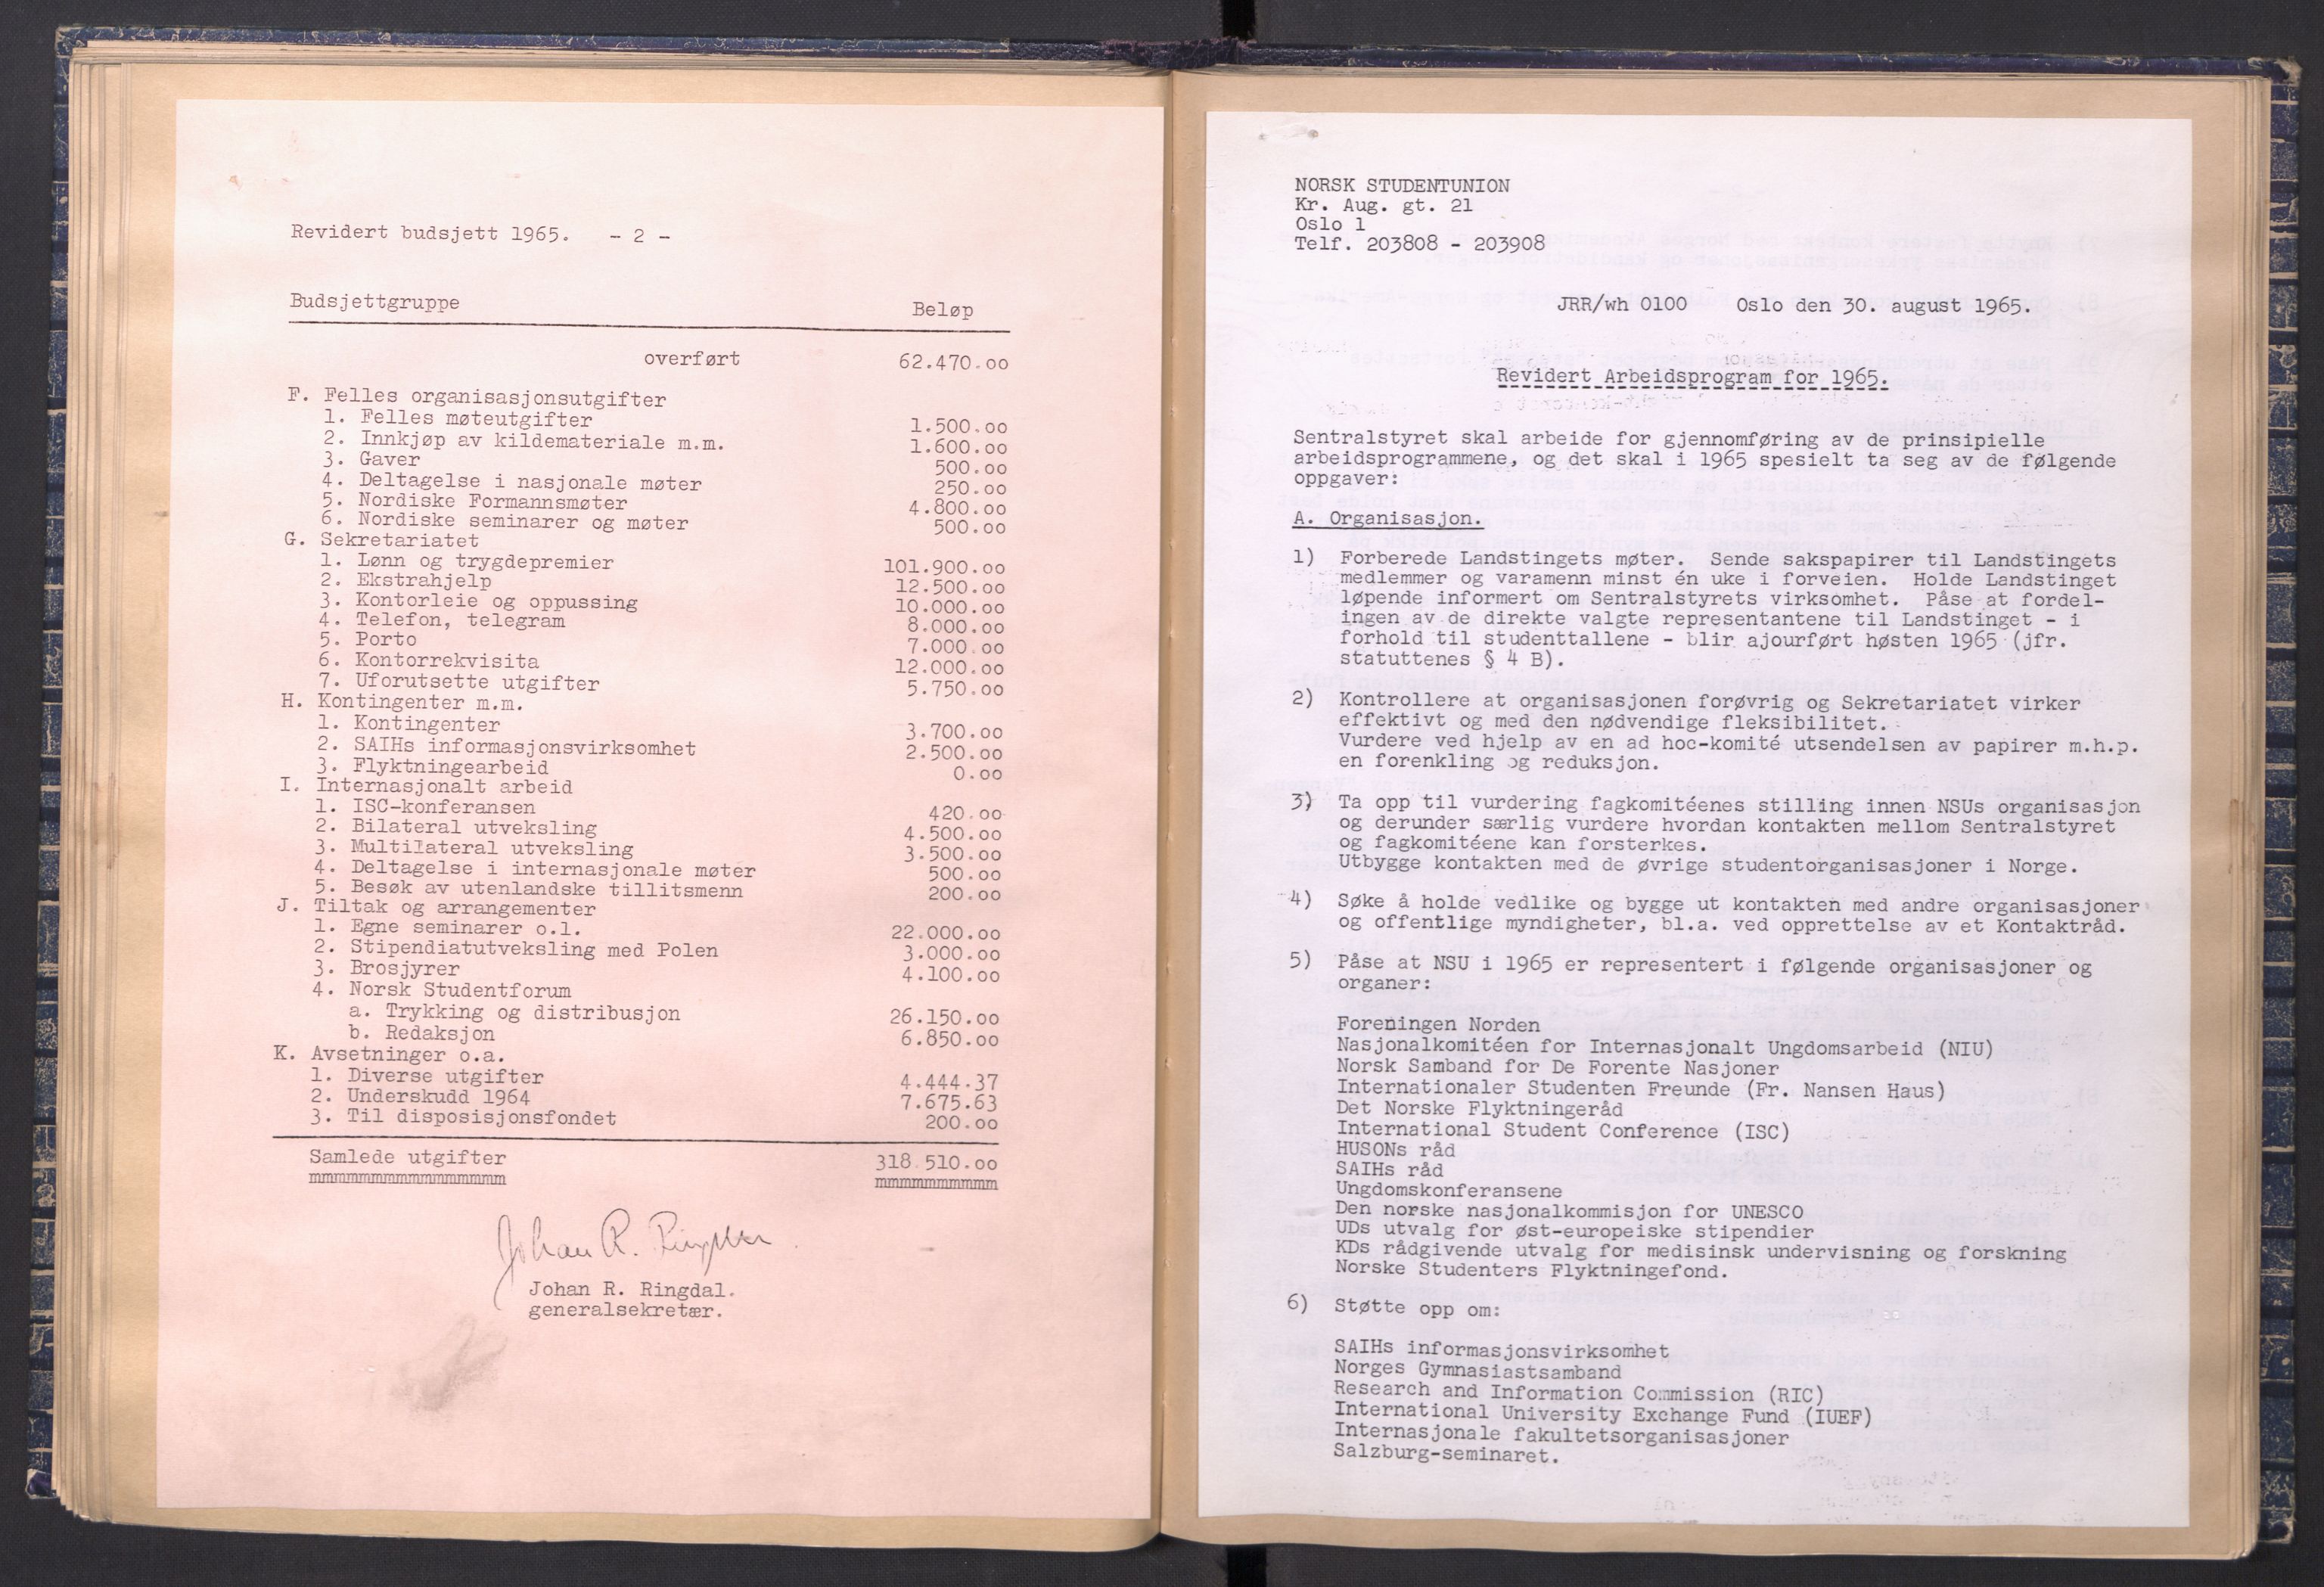 Revidert budsjett 1965. - 2 -
Budsjettgruppe Beløp
overført 62.470.00
F. Felles organisasjonsutgifter
1. Felles møteutgifter 1.500.00
2. Innkjøp av kildemateriale m.m. 1.600.00
3. Gaver 500.00
4. Deltagelse i nasjonale møter 250.00
5. Nordiske Formannsmøter 4.800.00
6. Nordiske seminarer og møter 500.00
G. Sekretariatet
1. Lønn og trygdepremier 101.900.00
2. Ekstrahjelp 12.500.00
3. Kontorleie og oppussing 10.000.00
4. Telefon, telegram 8.000.00
5. Porto 7.000.00
6. Kontorrekvisita 12.000.00
7. Uforutsette utgifter 5.750.00
H. Kontingenter m.m.
1. Kontingenter 3.700.00
2. SAIHs informasjonsvirksomhet 2.500.00
3. Flyktningearbeid 0.00
I. Internasjonalt arbeid
1. ISC-konferansen 420.00
2. Bilateral utveksling 4.500.00
3. Multilateral utveksling 3.500.00
4. Deltagelse i internasjonale møter 500.00
5. Besøk av utenlandske tillitsmenn 200.00
J. Tiltak og arrangementer
1. Egne seminarer o.l. 22.000.00
2. Stipendiatutveksling med Polen 3.000.00
3. Brosjyrer 4.100.00
4. Norsk Studentforum
a. Trykking og distribusjon 26.150.00
b. Redaksjon 6.850.00
K. Avsetninger o.a.
1. Diverse utgifter 4.444.37
2. Underskudd 1964 7.675.63
3. Til disposisjonsfondet 200.00
Samlede utgifter 318.510.00
Johan R. Ringdal
Johan R. Ringdal.
generalsekretær.
NORSK STUDENTUNION
Kr. Aug. gt. 21
Oslo 1
Telf. 203808 - 203908
JRR/wh 0100 Oslo den 30. august 1965.
Revidert Arbeidsprogram for 1965.
Sentralstyret skal arbeide for gjennomføring av de prinsipielle
arbeidsprogrammene, og det skal i 1965 spesielt ta seg av de følgende
oppgaver:
A. Organisasjon.
1) Forberede Landstingets møter. Sende sakspapirer til Landstingets
medlemmer og varamenn minst én uke i forveien. Holde Landstinget
løpende informert om Sentralstyrets virksomhet. Påse at fordel-
ingen av de direkte valgte representantene til Landstinget - i
forhold til studenttallene - blir ajourført høsten 1965 (jfr.
statuttenes § 4 B).
2) Kontrollere at organisasjonen forøvrig og Sekretariatet virker
effektivt og med den nødvendige fleksibilitet.
Vurdere ved hjelp av en ad hoc-komité utsendelsen av papirer m.h.p.
en forenkling og reduksjon.
3) Ta opp til vurdering fagkomitéenes stilling innen NSUs organisasjon
og derunder særlig vurdere hvordan kontakten mellom Sentralstyret
og fagkomitéene kan forsterkes.
Utbygge kontakten med de øvrige studentorganisasjoner i Norge.
4) Søke å holde vedlike og bygge ut kontakten med andre organisasjoner
og offentlige myndigheter, bl.a. ved opprettelse av et Kontaktråd.
5) Påse at NSU i 1965 er representert i følgende organisasjoner og
organer:
Foreningen Norden
Nasjonalkomitéen for Internasjonalt Ungdomsarbeid (NIU)
Norsk Samband for De Forente Nasjoner
Internationaler Studenten Freunde (Fr. Nansen Haus)
Det Norske Flyktningeråd
International Student Conference (ISC)
HUSONs råd
SAIHs råd
Ungdomskonferansene
Den norske nasjonalkommisjon for UNESCO
UDs utvalg for øst-europeiske stipendier
KDs rådgivende utvalg for medisinsk undervisning og forskning
Norske Studenters Flyktningefond.
6) Støtte opp om:
SAIHs informasjonsvirksomhet
Norges Gymnasiastsamband
Research and Information Commission (RIC)
International University Exchange Fund (IUEF)
Internasjonale fakultetsorganisasjoner
Salzburg-seminaret.